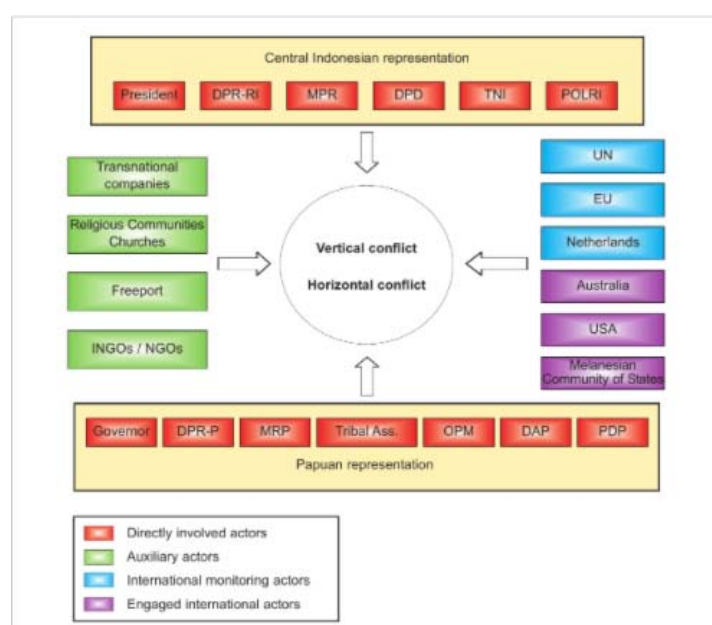 Central Indonesian representation
President DPR-RI MPR DPD TNI POLRI
Transnational
companies
Religious Communities
Churches
Freeport
INGOs / NGOs
Vertical conflict
Horizontal conflict
UN
EU
Netherlands
Australia
USA
Melanesian
Community of States
Governor DPR-P MRP Tribal Ass. OPM DAP PDP
Papuan representation
Directly involved actors
Auxiliary actors
International monitoring actors
Engaged international actors